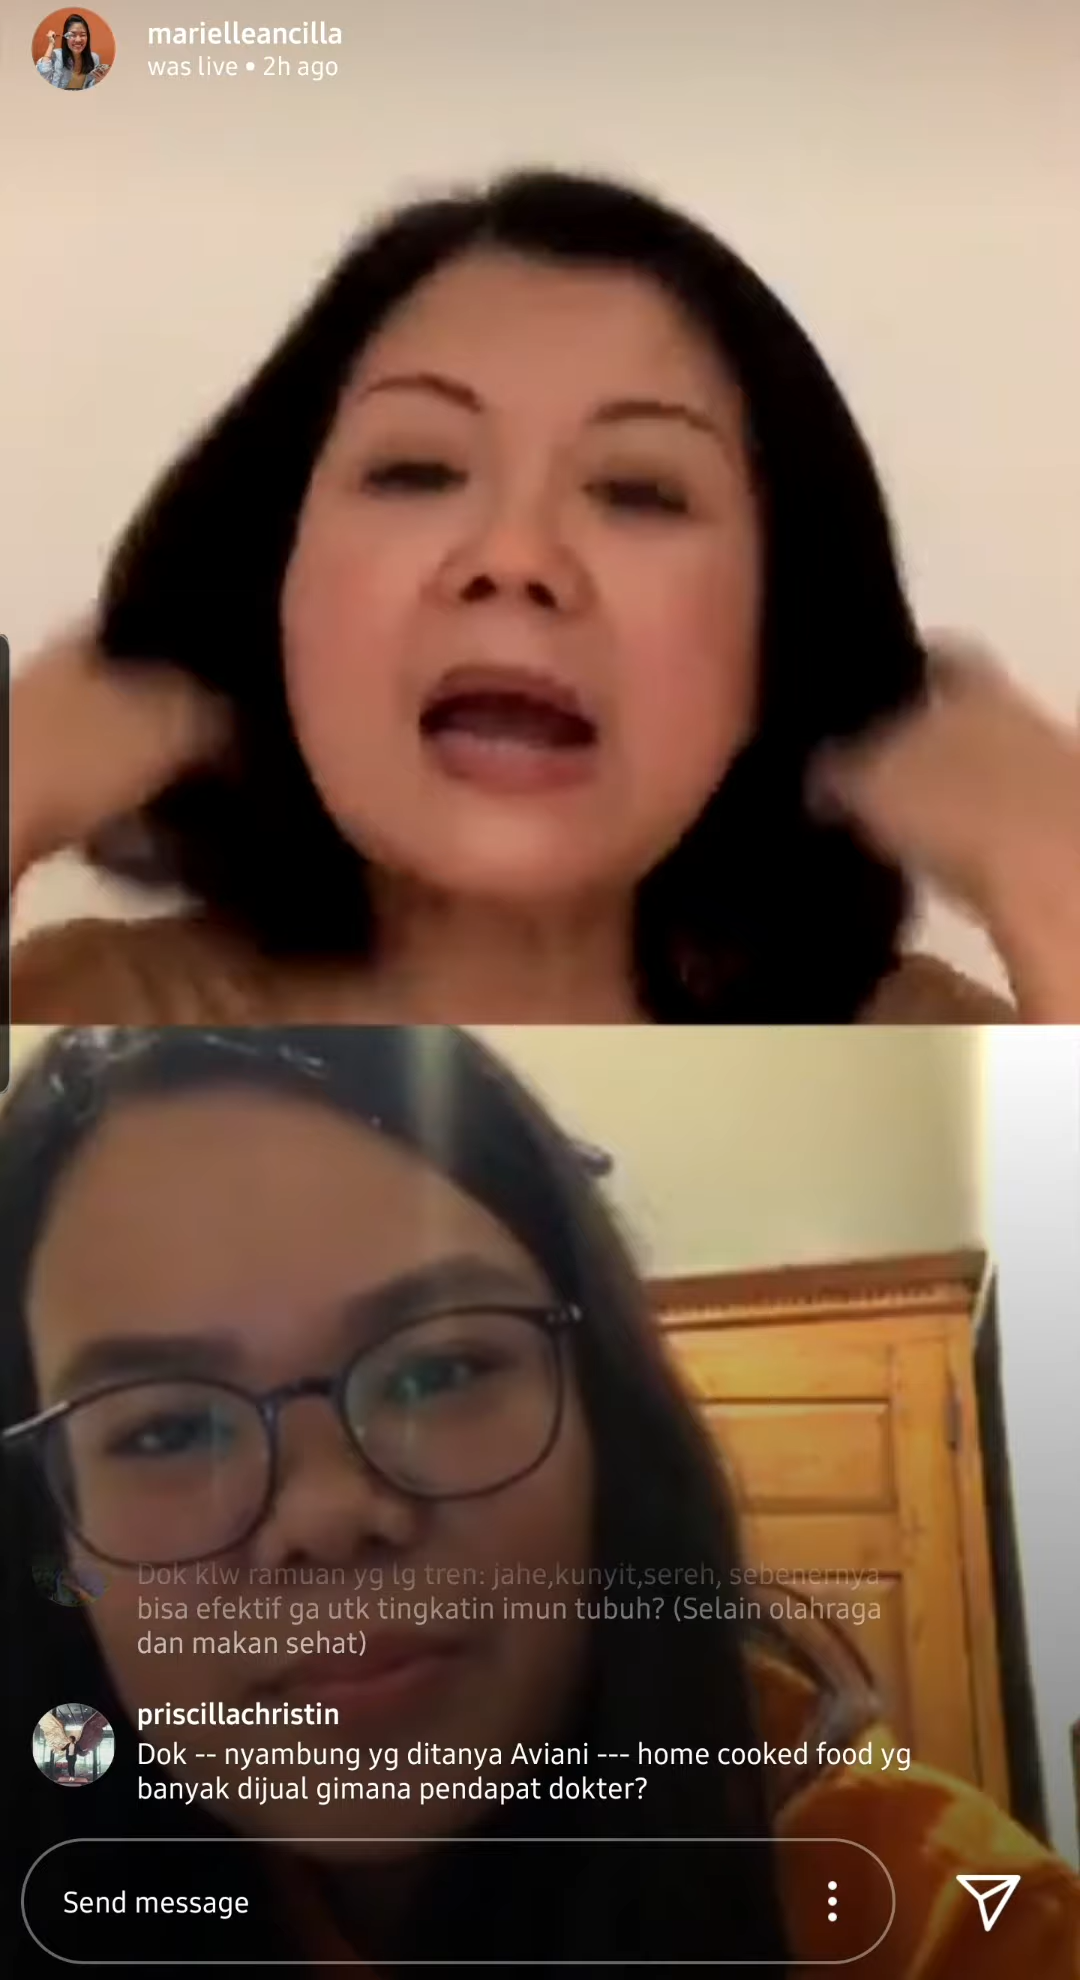 marielleancilla
was live • 2h ago
Dok klw ramuan yg lg tren: jahe,kunyit,sereh, sebenernya
bisa efektif ga utk tingkatin imun tubuh? (Selain olahraga
dan makan sehat)
priscillachristin
Dok -- nyambung yg ditanya Aviani --- home cooked food yg
banyak dijual gimana pendapat dokter?
Send message